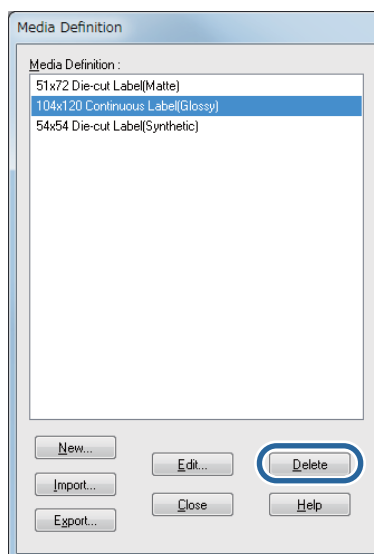 Media Definition
Media Definition :
51x72 Die-cut Label(Matte)
104x120 Continuous Label(Glossy)
54x54 Die-cut Label(Synthetic)
New...
Edit...
Delete
Import...
Close
Help
Export...